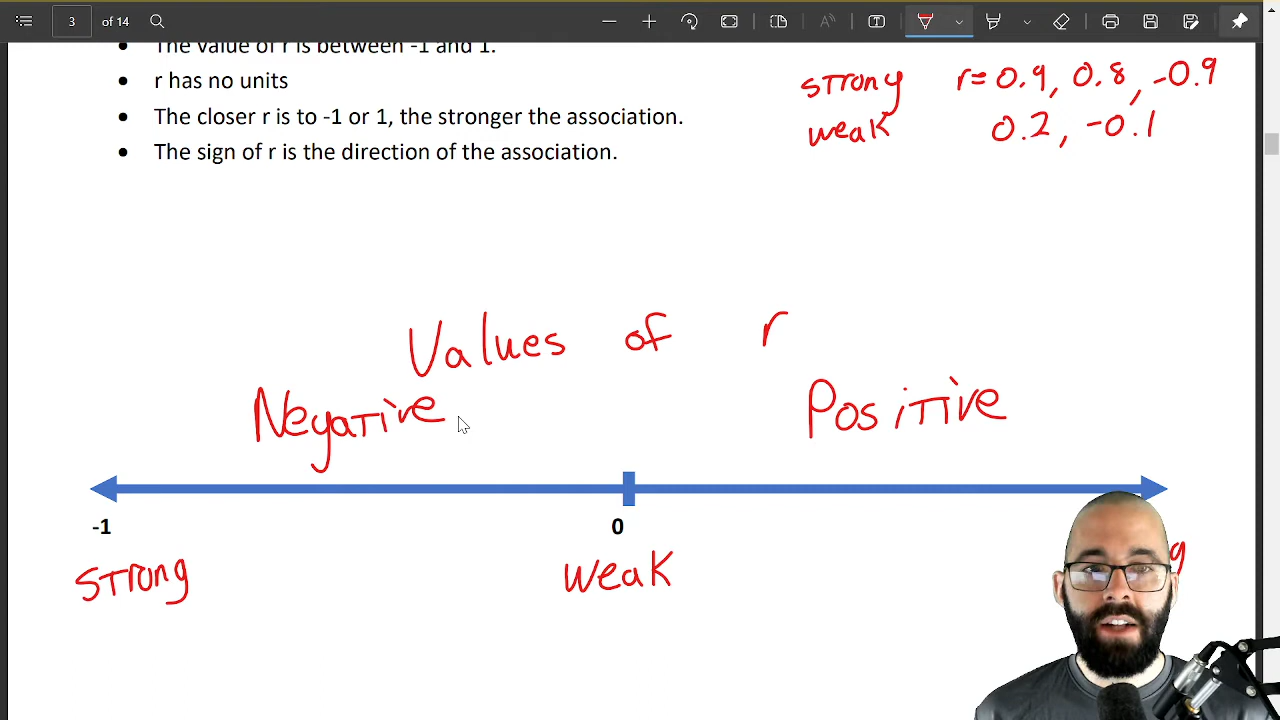 3 of 14
• The value of r is between -1 and 1.
• r has no units
• The closer r is to -1 or 1, the stronger the association.
• The sign of r is the direction of the association.
strong r= 0.9, 0.8, -0.9
weak 0.2, -0.1
Values of r
Negative Positive
-1 0
strong weak